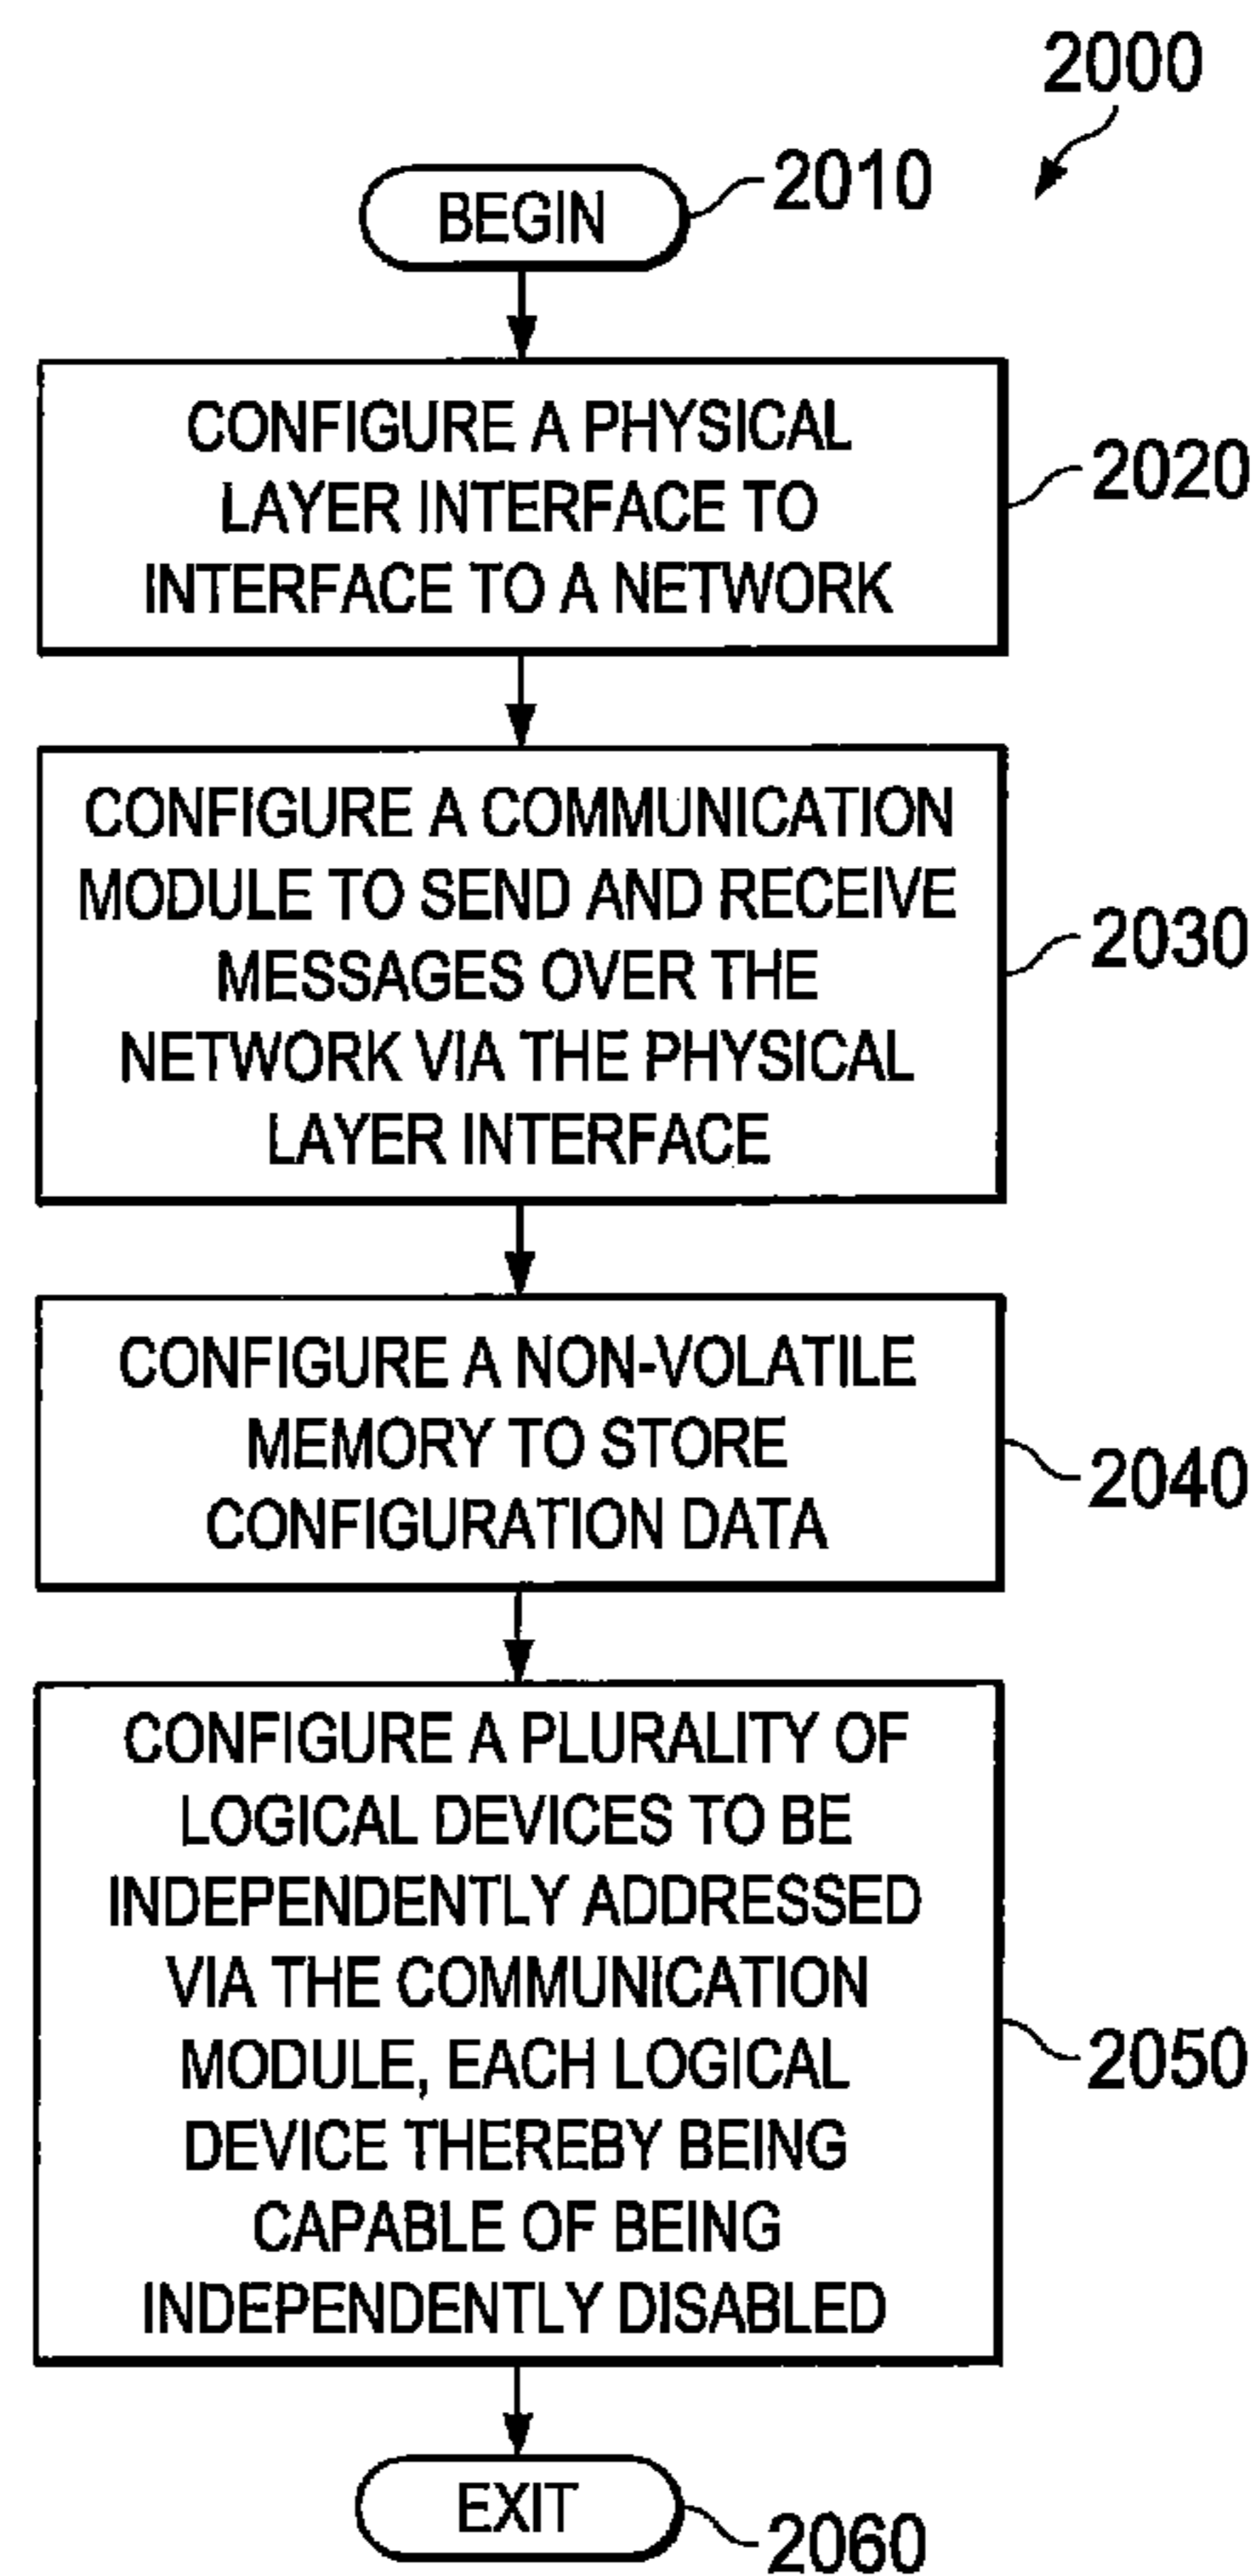 2000
BEGIN
2010
CONFIGURE A PHYSICAL
LAYER INTERFACE TO
INTERFACE TO A NETWORK
2020
CONFIGURE A COMMUNICATION
MODULE TO SEND AND RECEIVE
MESSAGES OVER THE
NETWORK VIA THE PHYSICAL
LAYER INTERFACE
2030
CONFIGURE A NON-VOLATILE
MEMORY TO STORE
CONFIGURATION DATA
2040
CONFIGURE A PLURALITY OF
LOGICAL DEVICES TO BE
INDEPENDENTLY ADDRESSED
VIA THE COMMUNICATION
MODULE, EACH LOGICAL
DEVICE THEREBY BEING
CAPABLE OF BEING
INDEPENDENTLY DISABLED
2050
EXIT
2060